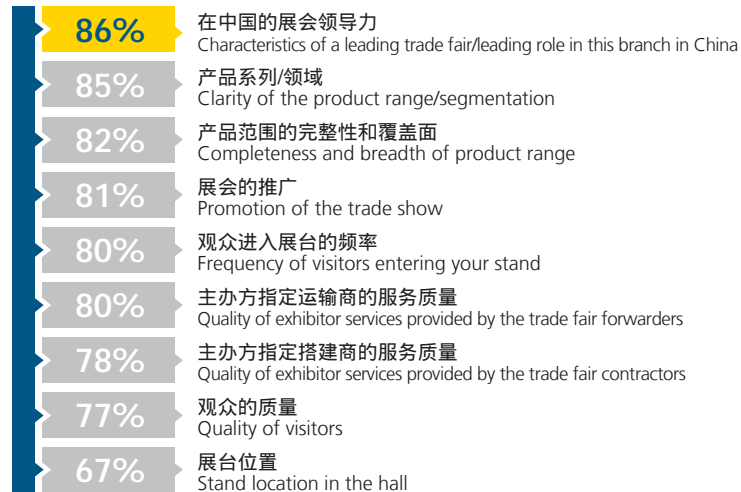 86%
在中国的展会领导力
Characteristics of a leading trade fair/leading role in this branch in China
85%
产品系列/领域
Clarity of the product range/segmentation
82%
产品范围的完整性和覆盖面
Completeness and breadth of product range
81%
展会的推广
Promotion of the trade show
80%
观众进入展台的频率
Frequency of visitors entering your stand
80%
主办方指定运输商的服务质量
Quality of exhibitor services provided by the trade fair forwarders
78%
主办方指定搭建商的服务质量
Quality of exhibitor services provided by the trade fair contractors
77%
观众的质量
Quality of visitors
67%
展台位置
Stand location in the hall